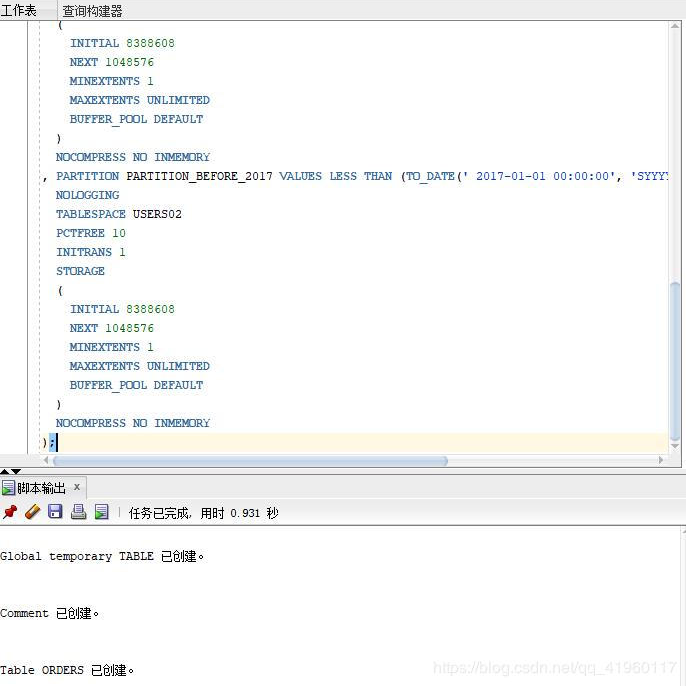 工作表 查询构建器
(
INITIAL 8388608
NEXT 1048576
MINEXTENTS 1
MAXEXTENTS UNLIMITED
BUFFER_POOL DEFAULT
)
NOCOMPRESS NO INMEMORY
, PARTITION PARTITION_BEFORE_2017 VALUES LESS THAN (TO_DATE(' 2017-01-01 00:00:00', 'SYYYY
NOLOGGING
TABLESPACE USERS02
PCTFREE 10
INITRANS 1
STORAGE
(
INITIAL 8388608
NEXT 1048576
MINEXTENTS 1
MAXEXTENTS UNLIMITED
BUFFER_POOL DEFAULT
)
NOCOMPRESS NO INMEMORY
);
脚本输出 x
任务已完成, 用时 0.931 秒
Global temporary TABLE 已创建。
Comment 已创建。
Table ORDERS 已创建。
https://blog.csdn.net/qq_41960117